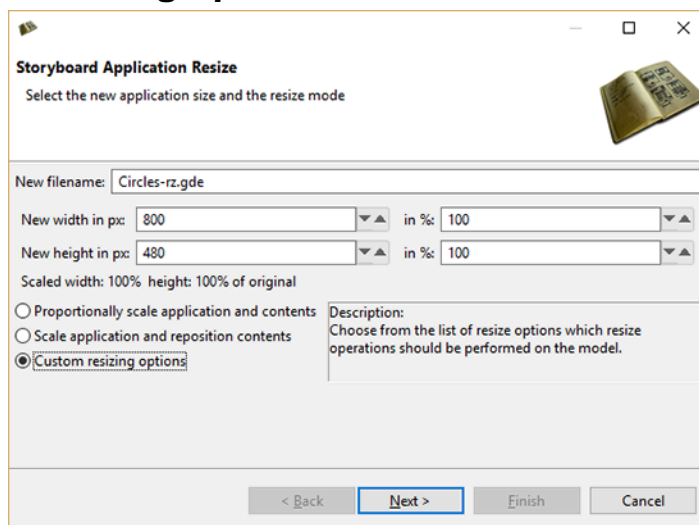 Storyboard Application Resize
Select the new application size and the resize mode
New filename: Circles-rz.gde
New width in px: 800 in %: 100
New height in px: 480 in %: 100
Scaled width: 100% height: 100% of original
Proportionally scale application and contents
Scale application and reposition contents
Custom resizing options
Description:
Choose from the list of resize options which resize
operations should be performed on the model.
< Back Next > Finish Cancel